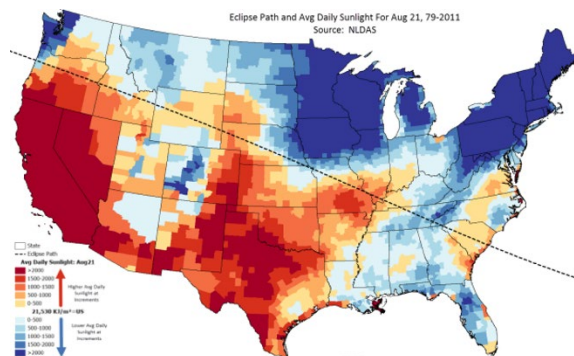 Eclipse Path and Avg Daily Sunlight For Aug 21, 79-2011
Source: NLDAS
State
Eclipse Path
Avg Daily Sunlight: Aug21
>2000
1500-2000
1000-1500
500-1000
0-500
21,530 KJ/m²=US
0-500
500-1000
1000-1500
1500-2000
>2000
Higher Avg Daily
Sunlight at
Increments
Lower Avg Daily
Sunlight at
Increments